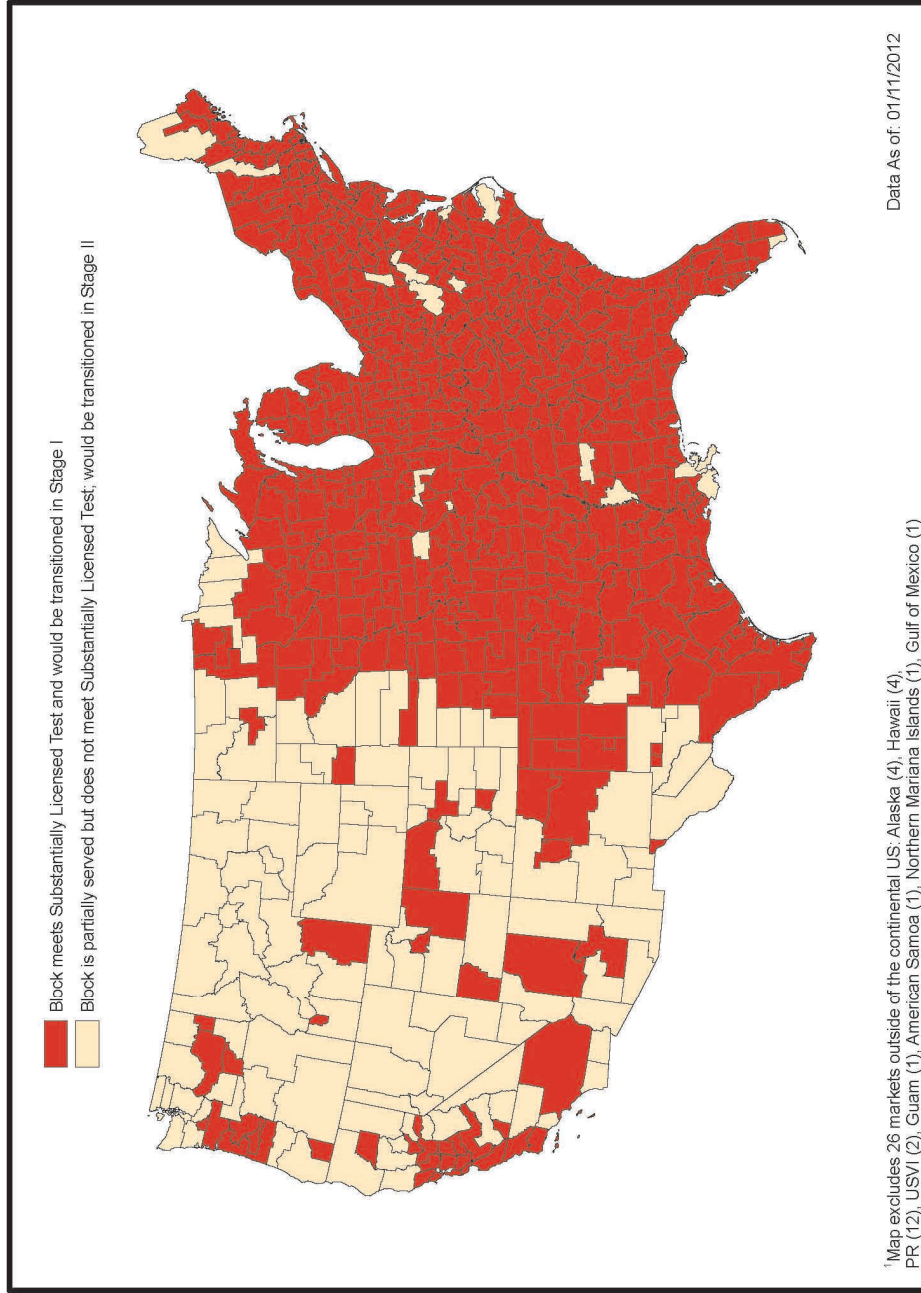 Block meets Substantially Licensed Test and would be transitioned in Stage I
Block is partially served but does not meet Substantially Licensed Test; would be transitioned in Stage II
Data As of: 01/11/2012
¹Map excludes 26 markets outside of the continental US: Alaska (4), Hawaii (4),
PR (12), USVI (2), Guam (1), American Samoa (1), Northern Mariana Islands (1), Gulf of Mexico (1)